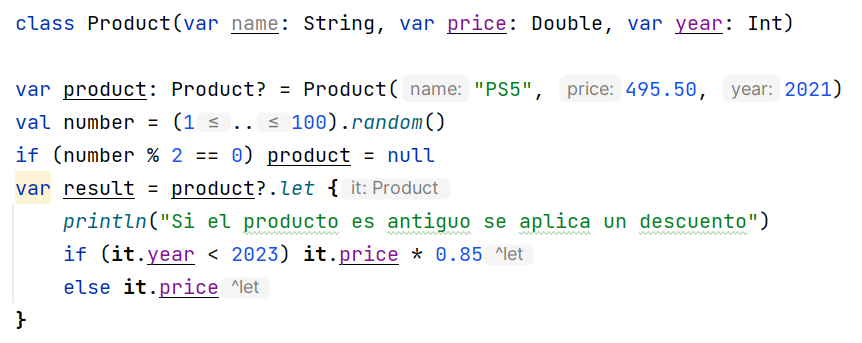 class Product(var name: String, var price: Double, var year: Int)
var product: Product? = Product( name: "PS5", price: 495.50, year: 2021)
val number = (1 ≤ .. ≤ 100).random()
if (number % 2 == 0) product = null
var result = product?.let { it: Product
println("Si el producto es antiguo se aplica un descuento")
if (it.year < 2023) it.price * 0.85 ^let
else it.price ^let
}